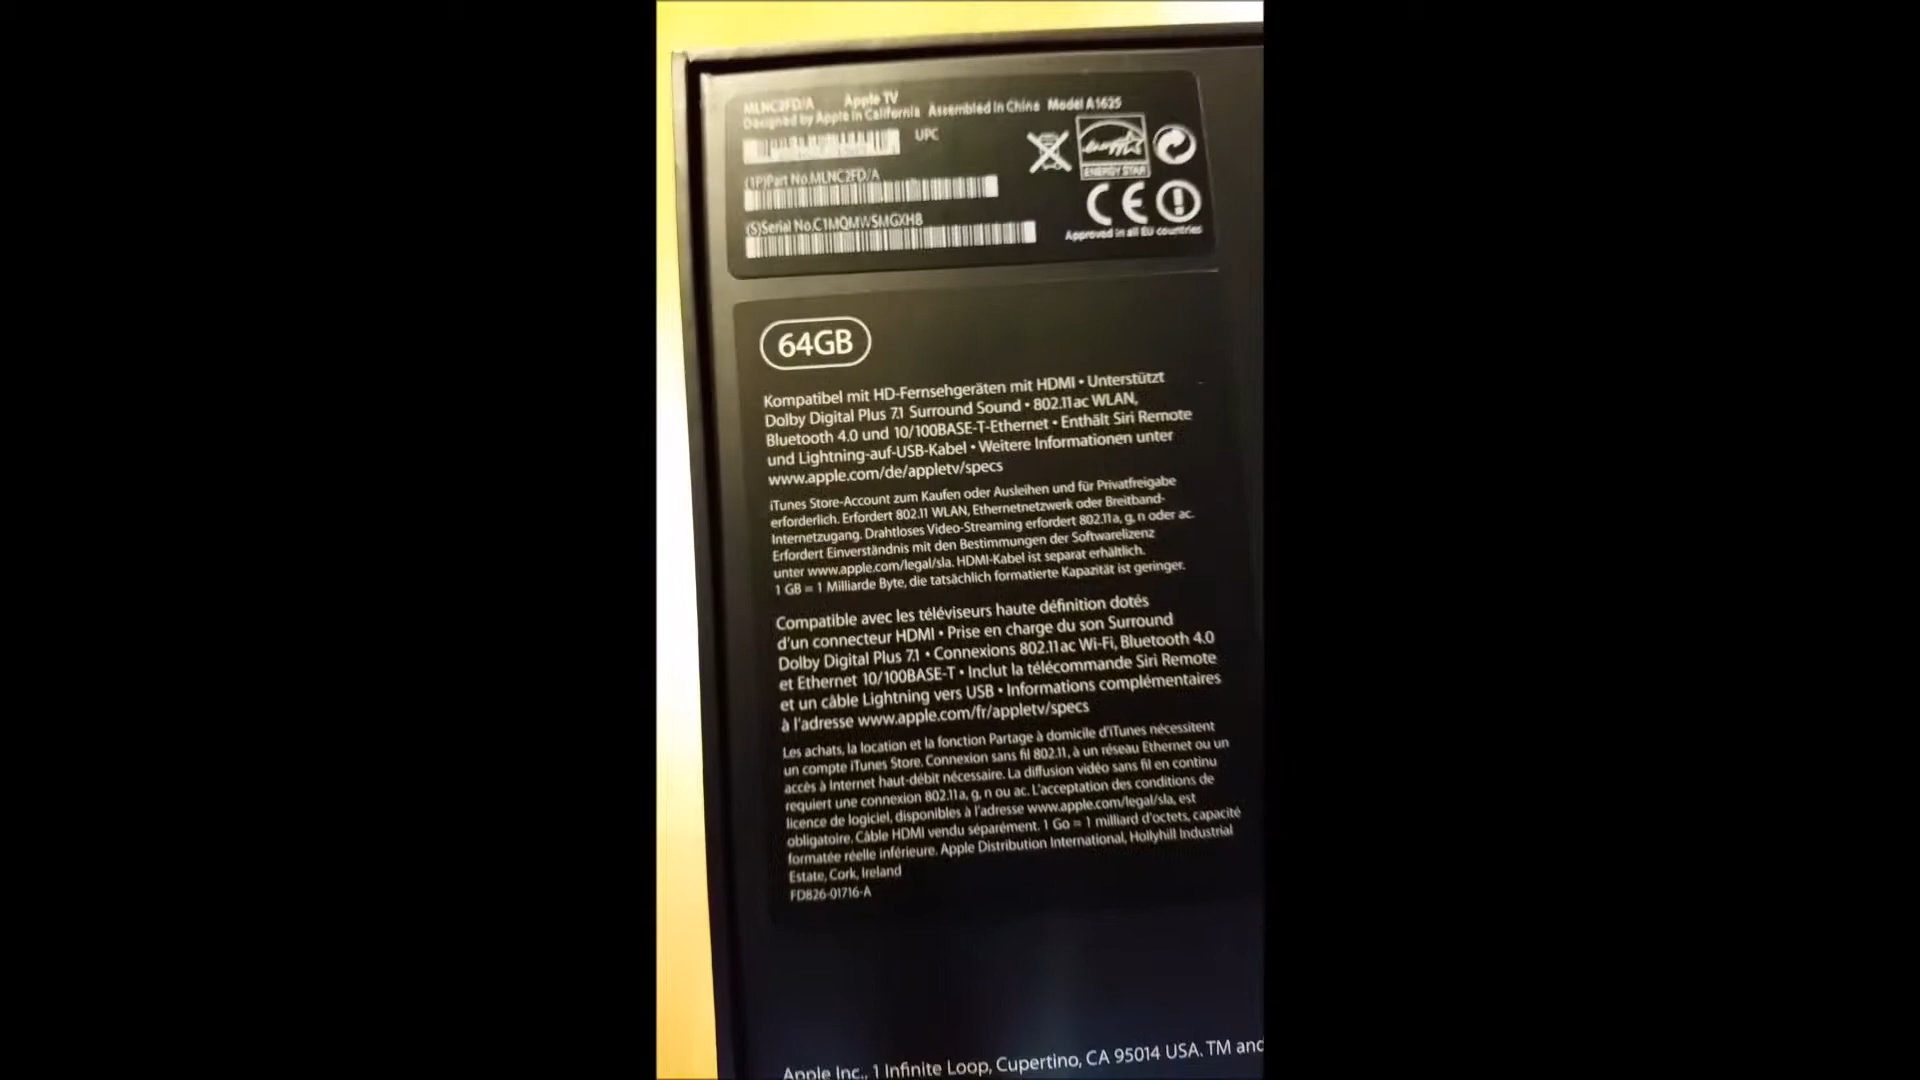 MLNC2FD/A Apple TV
Designed by Apple in California Assembled in China Model A1625
UPC
ENERGY STAR
(1P)Part No.MLNC2FD/A
CE
(S)Serial No.C1MQMWSMGXHB
Approved in all EU countries
64GB
Kompatibel mit HD-Fernsehgeräten mit HDMI • Unterstützt
Dolby Digital Plus 7.1 Surround Sound • 802.11ac WLAN,
Bluetooth 4.0 und 10/100BASE-T-Ethernet • Enthält Siri Remote
und Lightning-auf-USB-Kabel • Weitere Informationen unter
www.apple.com/de/appletv/specs
iTunes Store-Account zum Kaufen oder Ausleihen und für Privatfreigabe
erforderlich. Erfordert 802.11 WLAN, Ethernetnetzwerk oder Breitband-
Internetzugang. Drahtloses Video-Streaming erfordert 802.11a, g, n oder ac.
Erfordert Einverständnis mit den Bestimmungen der Softwarelizenz
unter www.apple.com/legal/sla. HDMI-Kabel ist separat erhältlich.
1 GB = 1 Milliarde Byte, die tatsächlich formatierte Kapazität ist geringer.
Compatible avec les téléviseurs haute définition dotés
d'un connecteur HDMI • Prise en charge du son Surround
Dolby Digital Plus 7.1 • Connexions 802.11ac Wi-Fi, Bluetooth 4.0
et Ethernet 10/100BASE-T • Inclut la télécommande Siri Remote
et un câble Lightning vers USB • Informations complémentaires
à l'adresse www.apple.com/fr/appletv/specs
Les achats, la location et la fonction Partage à domicile d'iTunes nécessitent
un compte iTunes Store. Connexion sans fil 802.11, à un réseau Ethernet ou un
accès à Internet haut-débit nécessaire. La diffusion vidéo sans fil en continu
requiert une connexion 802.11a, g, n ou ac. L'acceptation des conditions de
licence de logiciel, disponibles à l'adresse www.apple.com/legal/sla, est
obligatoire. Câble HDMI vendu séparément. 1 Go = 1 milliard d'octets, capacité
formatée réelle inférieure. Apple Distribution International, Hollyhill Industrial
Estate, Cork, Ireland
FD826-01716-A
Apple Inc., 1 Infinite Loop, Cupertino, CA 95014 USA. TM and